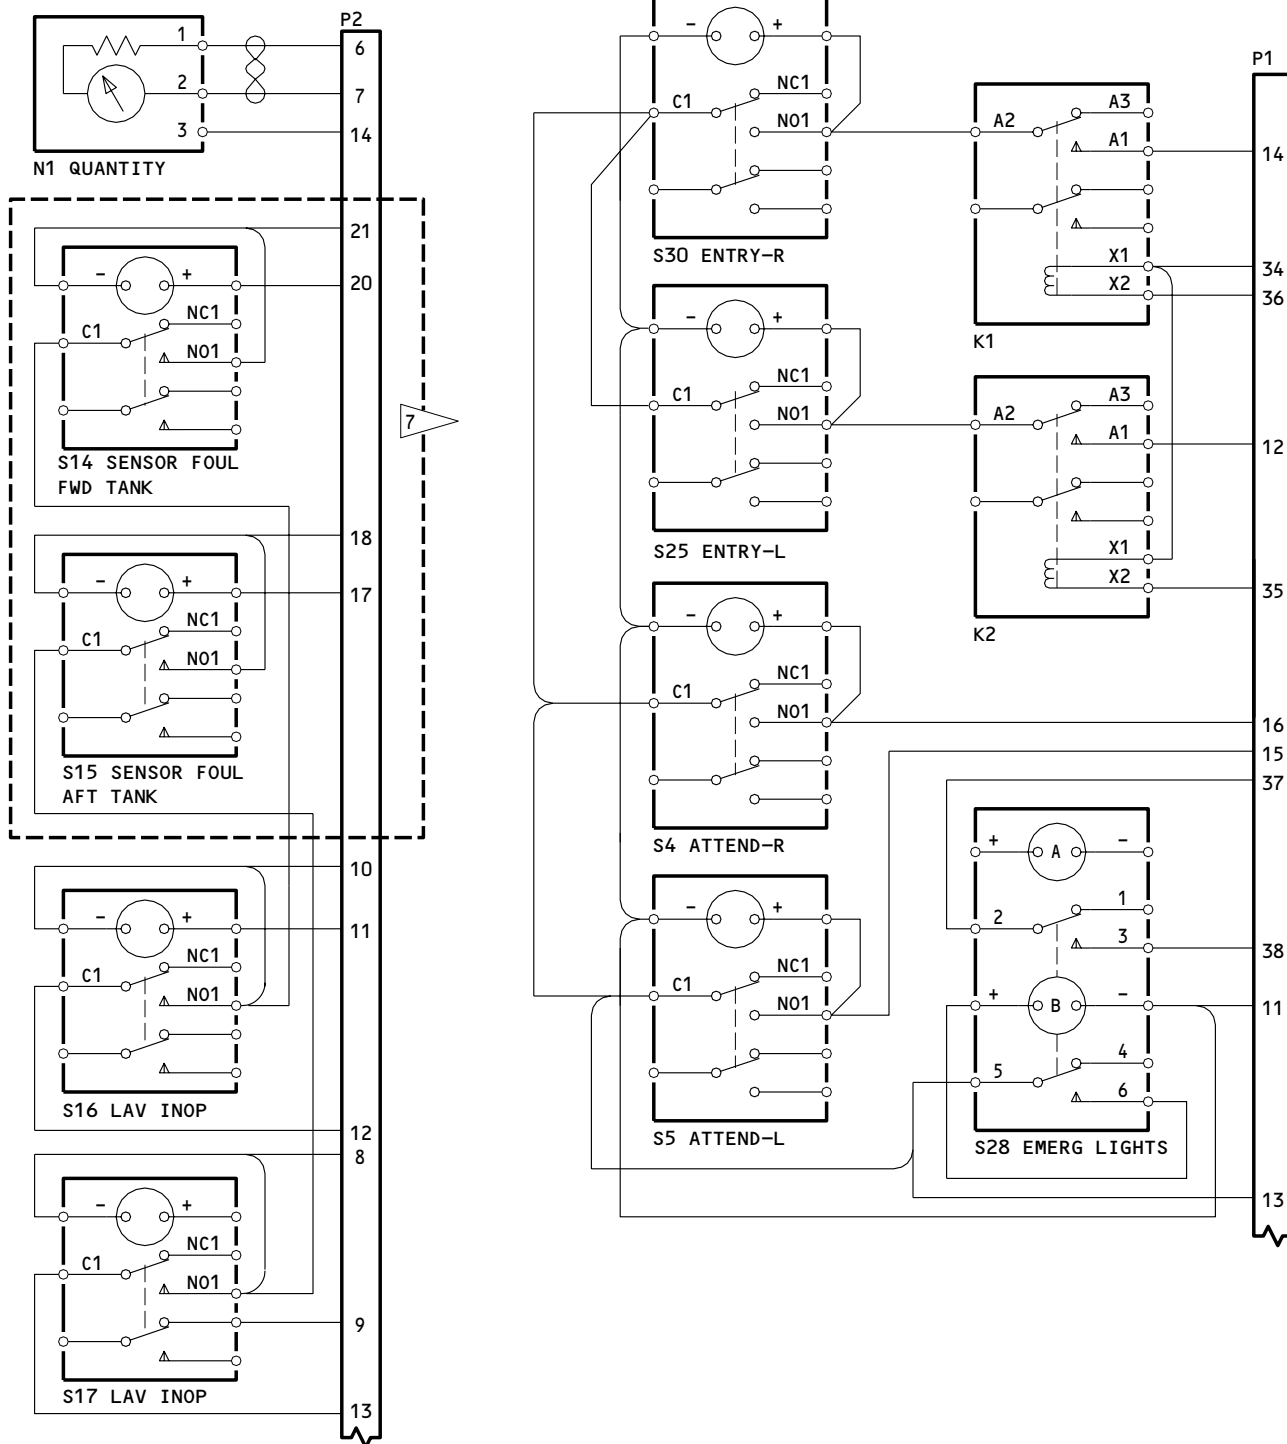 P2
1
6
2
7
3
14
N1 QUANTITY
21
- +
20
NC1
C1
NO1
7
S14 SENSOR FOUL
FWD TANK
18
- +
17
NC1
C1
NO1
S15 SENSOR FOUL
AFT TANK
10
- +
11
NC1
C1
NO1
S16 LAV INOP
12
8
- +
NC1
C1
NO1
9
S17 LAV INOP
13
- +
NC1
C1
NO1
S30 ENTRY-R
- +
NC1
C1
NO1
S25 ENTRY-L
- +
NC1
C1
NO1
S4 ATTEND-R
- +
NC1
C1
NO1
S5 ATTEND-L
P1
A3
A2
A1
14
X1
34
X2
36
K1
A3
A2
A1
12
X1
X2
35
K2
16
15
37
+ A -
1
2
3
38
+ B -
11
4
5
6
S28 EMERG LIGHTS
13